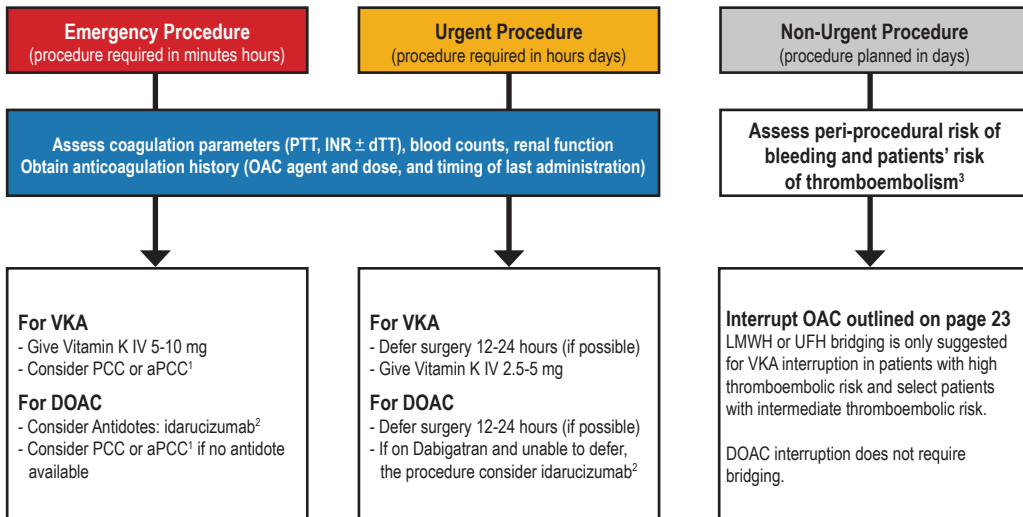 Emergency Procedure
(procedure required in minutes hours)
Urgent Procedure
(procedure required in hours days)
Non-Urgent Procedure
(procedure planned in days)
Assess coagulation parameters (PTT, INR ± dTT), blood counts, renal function
Obtain anticoagulation history (OAC agent and dose, and timing of last administration)
Assess peri-procedural risk of
bleeding and patients' risk
of thromboembolism³
For VKA
- Give Vitamin K IV 5-10 mg
- Consider PCC or aPCC¹
For DOAC
- Consider Antidotes: idarucizumab²
- Consider PCC or aPCC¹ if no antidote
available
For VKA
- Defer surgery 12-24 hours (if possible)
- Give Vitamin K IV 2.5-5 mg
For DOAC
- Defer surgery 12-24 hours (if possible)
- If on Dabigatran and unable to defer,
the procedure consider idarucizumab²
Interrupt OAC outlined on page 23
LMWH or UFH bridging is only suggested
for VKA interruption in patients with high
thromboembolic risk and select patients
with intermediate thromboembolic risk.
DOAC interruption does not require
bridging.